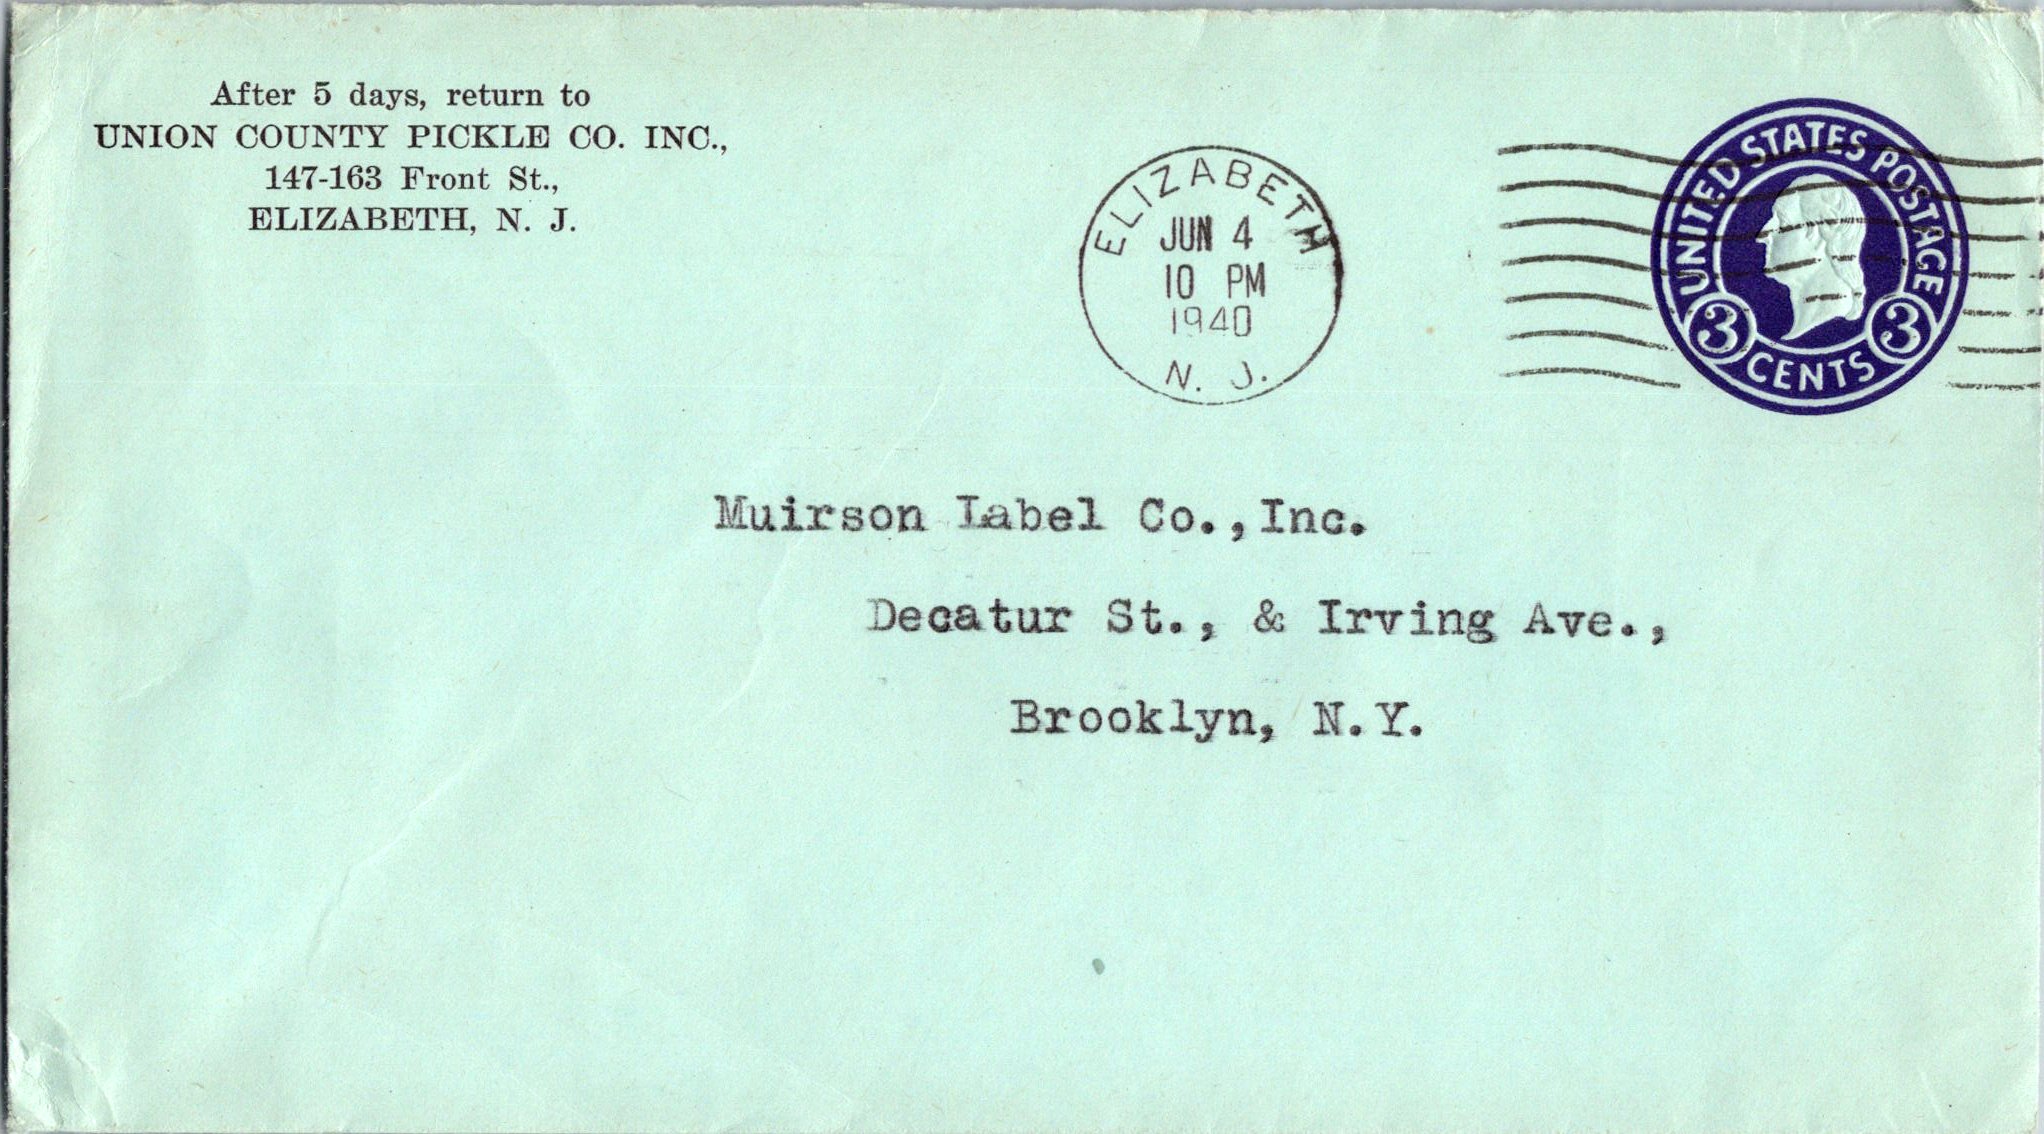 After 5 days, return to
UNION COUNTY PICKLE CO. INC.,
147-163 Front St.,
ELIZABETH, N. J.
ELIZABETH
JUN 4
10 PM
1940
N. J.
UNITED STATES POSTAGE
3 3
CENTS
Muirson Label Co.,Inc.
Decatur St., & Irving Ave.,
Brooklyn, N.Y.